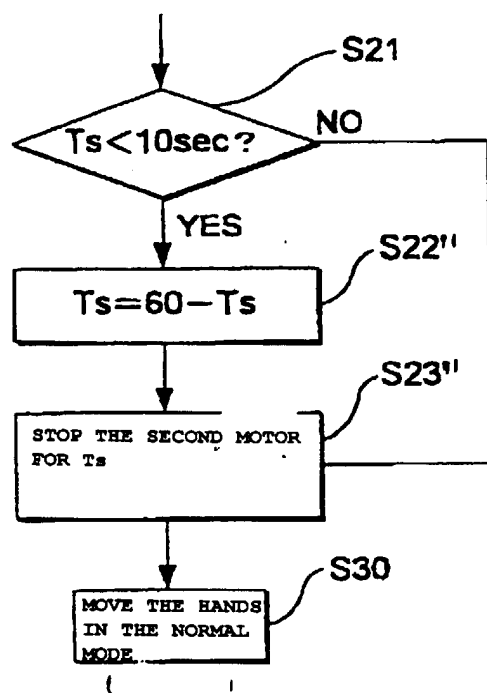 S21
Ts<10sec?
NO
YES
S22"
Ts=60-Ts
S23"
STOP THE SECOND MOTOR
FOR Ts
S30
MOVE THE HANDS
IN THE NORMAL
MODE